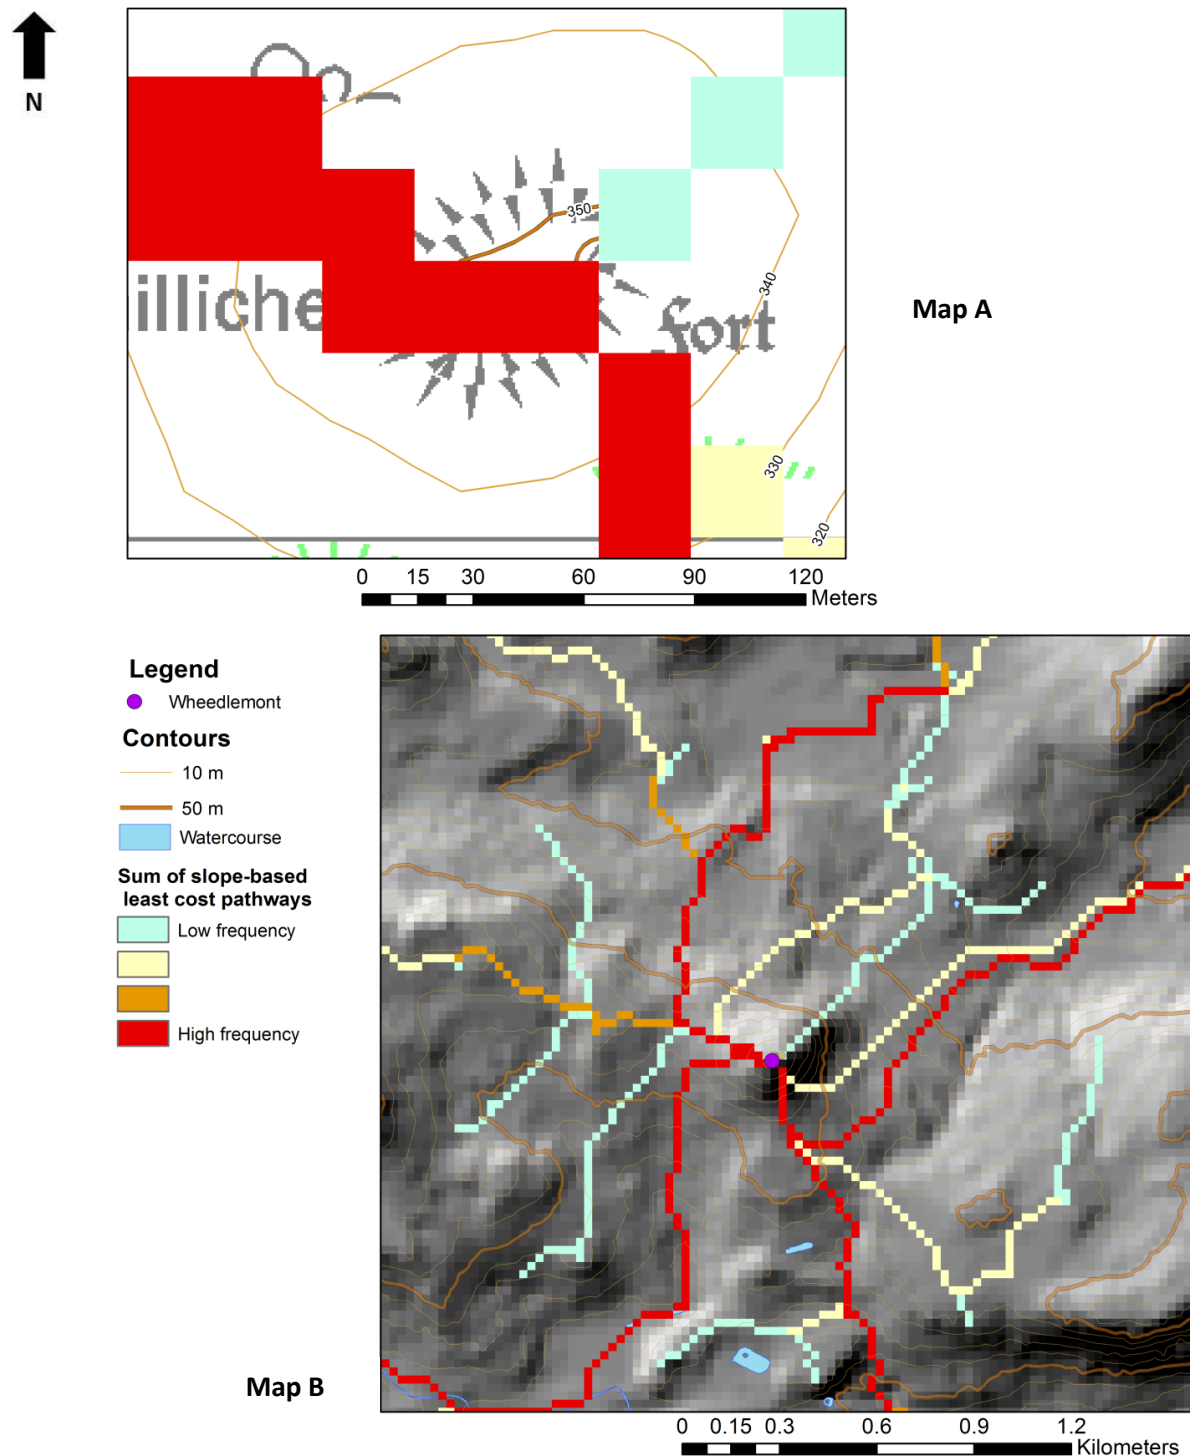 N
350
illiche
fort
340
330
320
Map A
0 15 30 60 90 120
Meters
Legend
Wheedlemont
Contours
10 m
50 m
Watercourse
Sum of slope-based
least cost pathways
Low frequency
High frequency
Map B
0 0.15 0.3 0.6 0.9 1.2
Kilometers